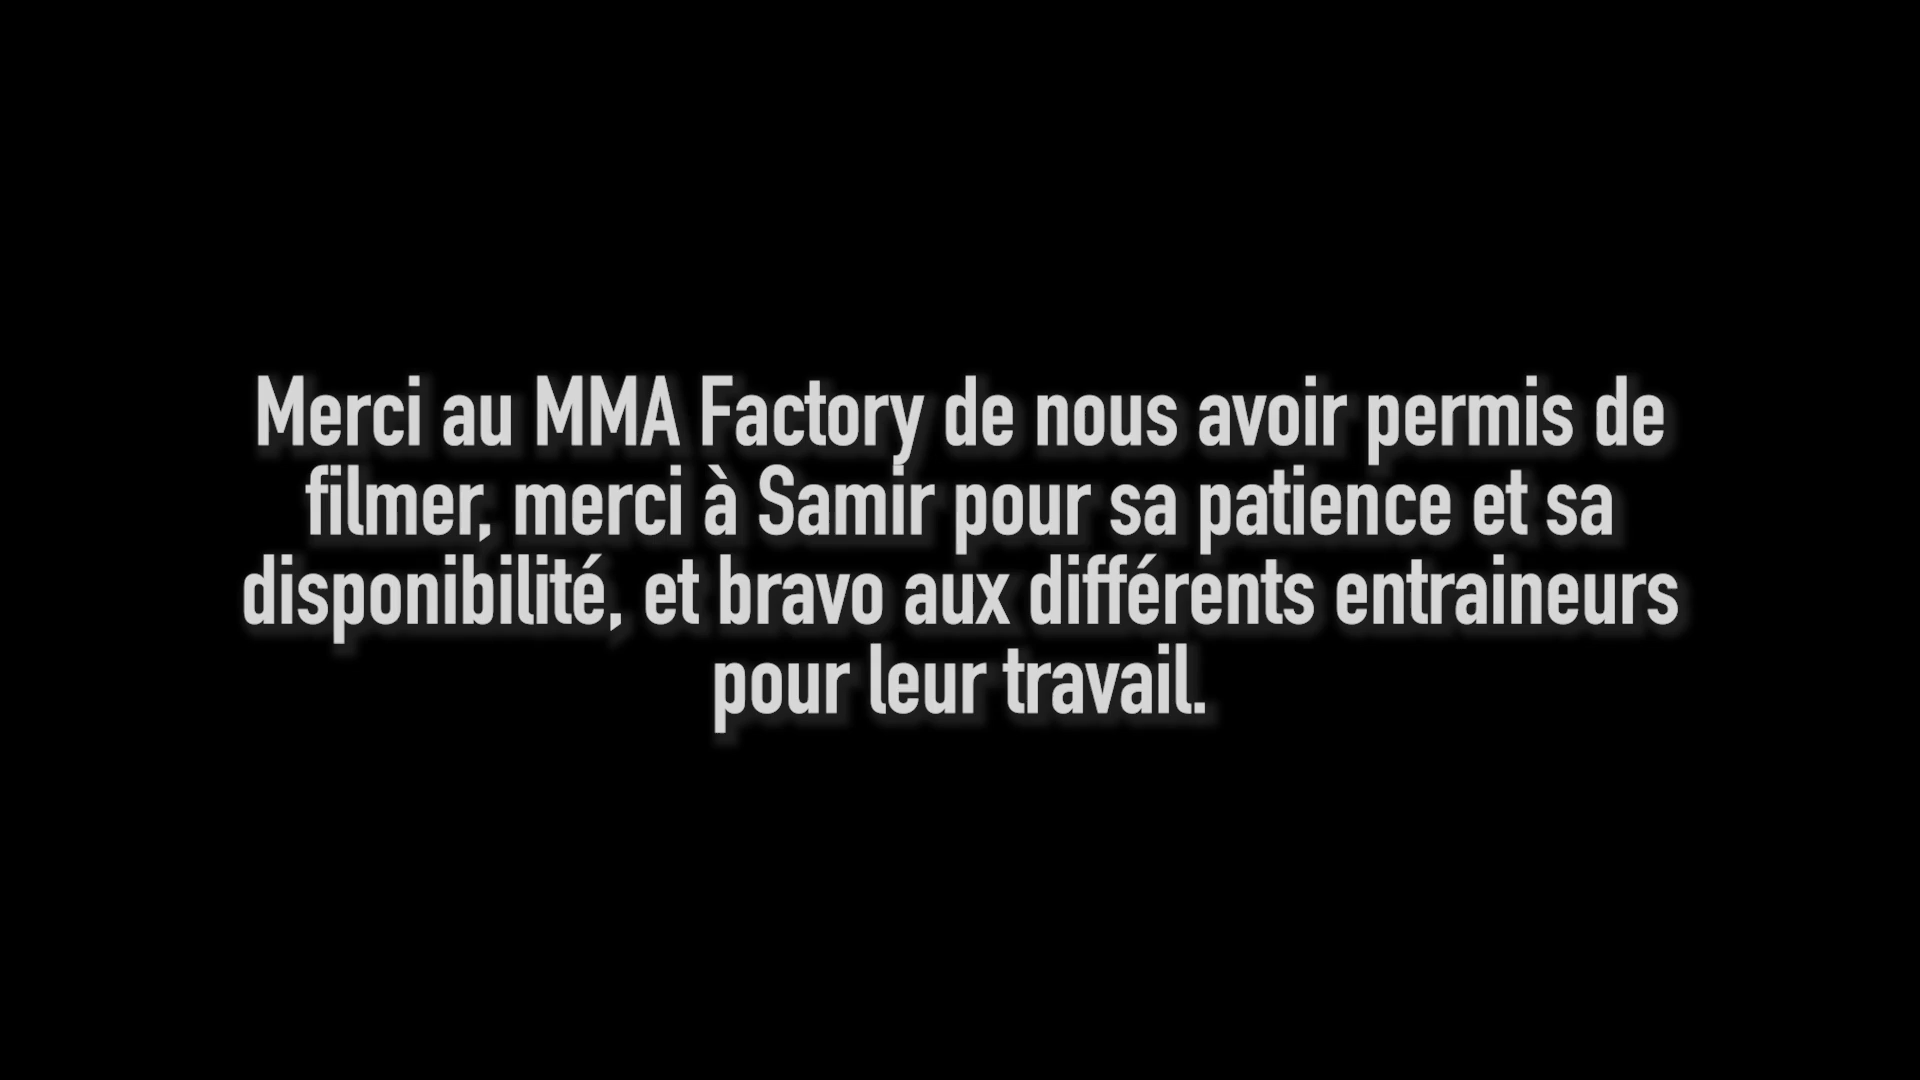 Merci au MMA Factory de nous avoir permis de
filmer, merci à Samir pour sa patience et sa
disponibilité, et bravo aux différents entraineurs
pour leur travail.